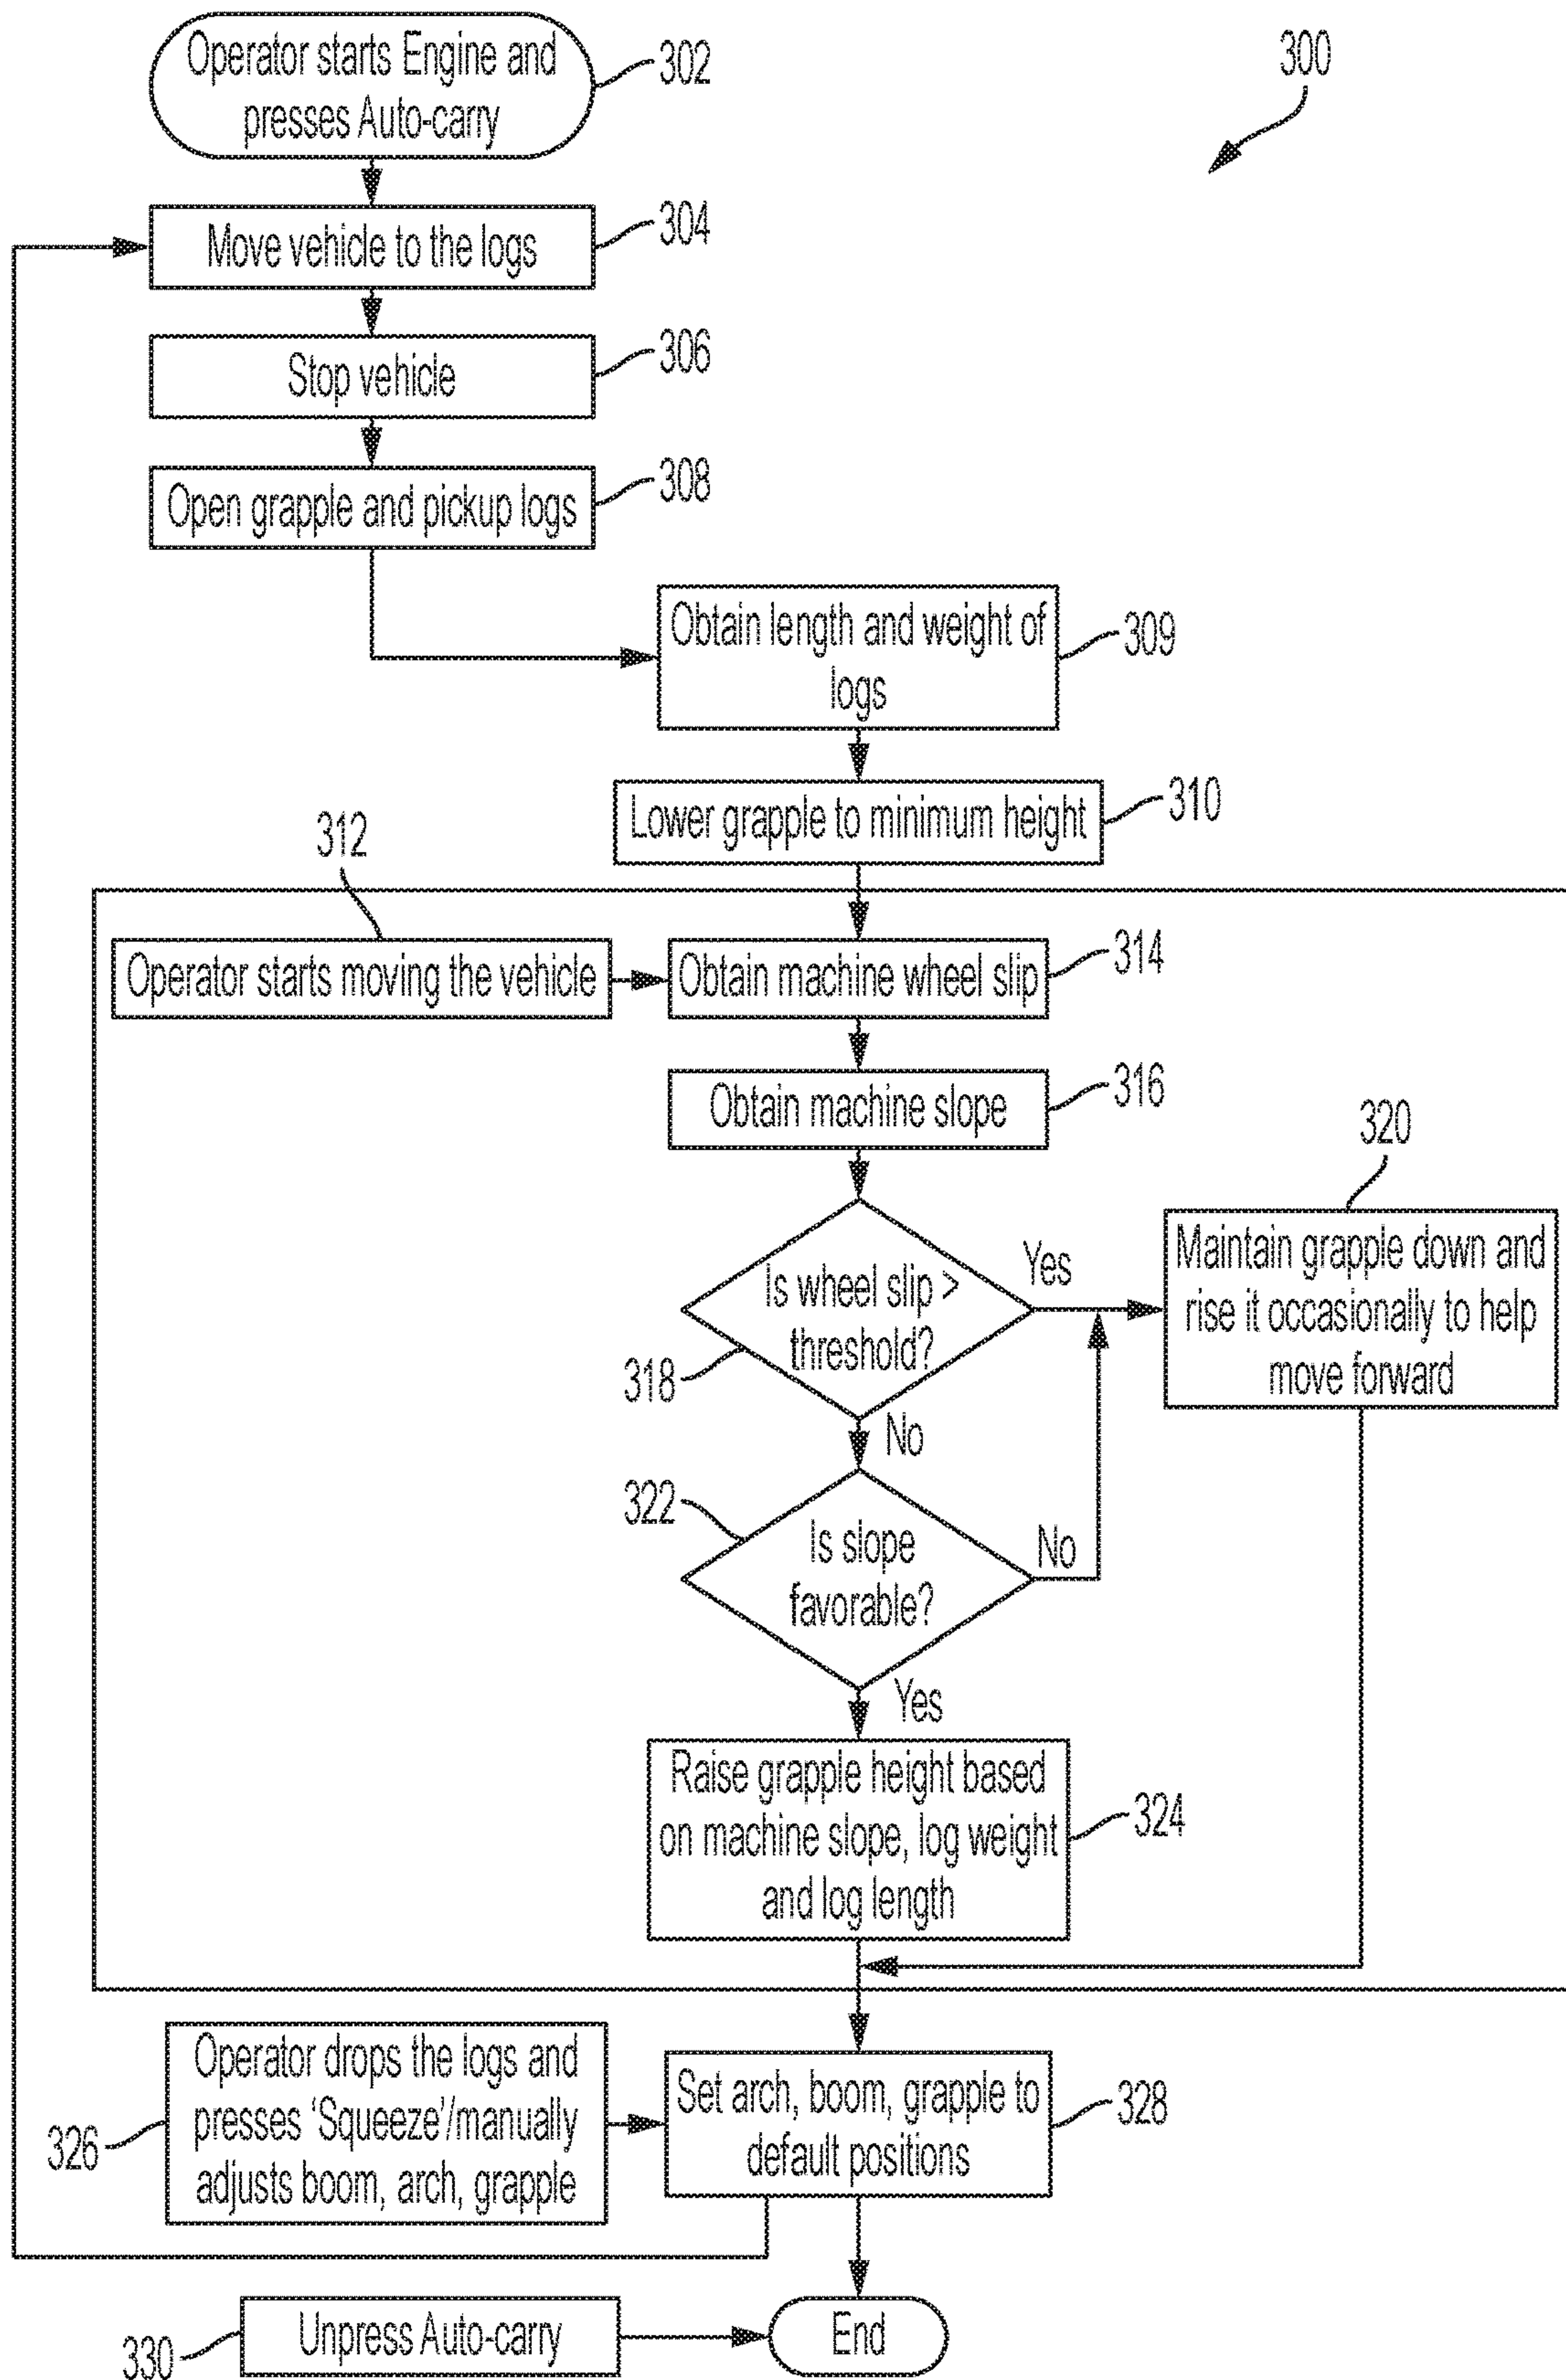 Operator starts Engine and
presses Auto-carry
302
300
Move vehicle to the logs
304
Stop vehicle
306
Open grapple and pickup logs
308
Obtain length and weight of
logs
309
Lower grapple to minimum height
310
312
Operator starts moving the vehicle
Obtain machine wheel slip
314
Obtain machine slope
316
320
Is wheel slip >
threshold?
Yes
318
No
Maintain grapple down and
rise it occasionally to help
move forward
322
Is slope
favorable?
No
Yes
Raise grapple height based
on machine slope, log weight
and log length
324
Operator drops the logs and
presses ‘Squeeze’/manually
adjusts boom, arch, grapple
326
Set arch, boom, grapple to
default positions
328
Unpress Auto-carry
330
End